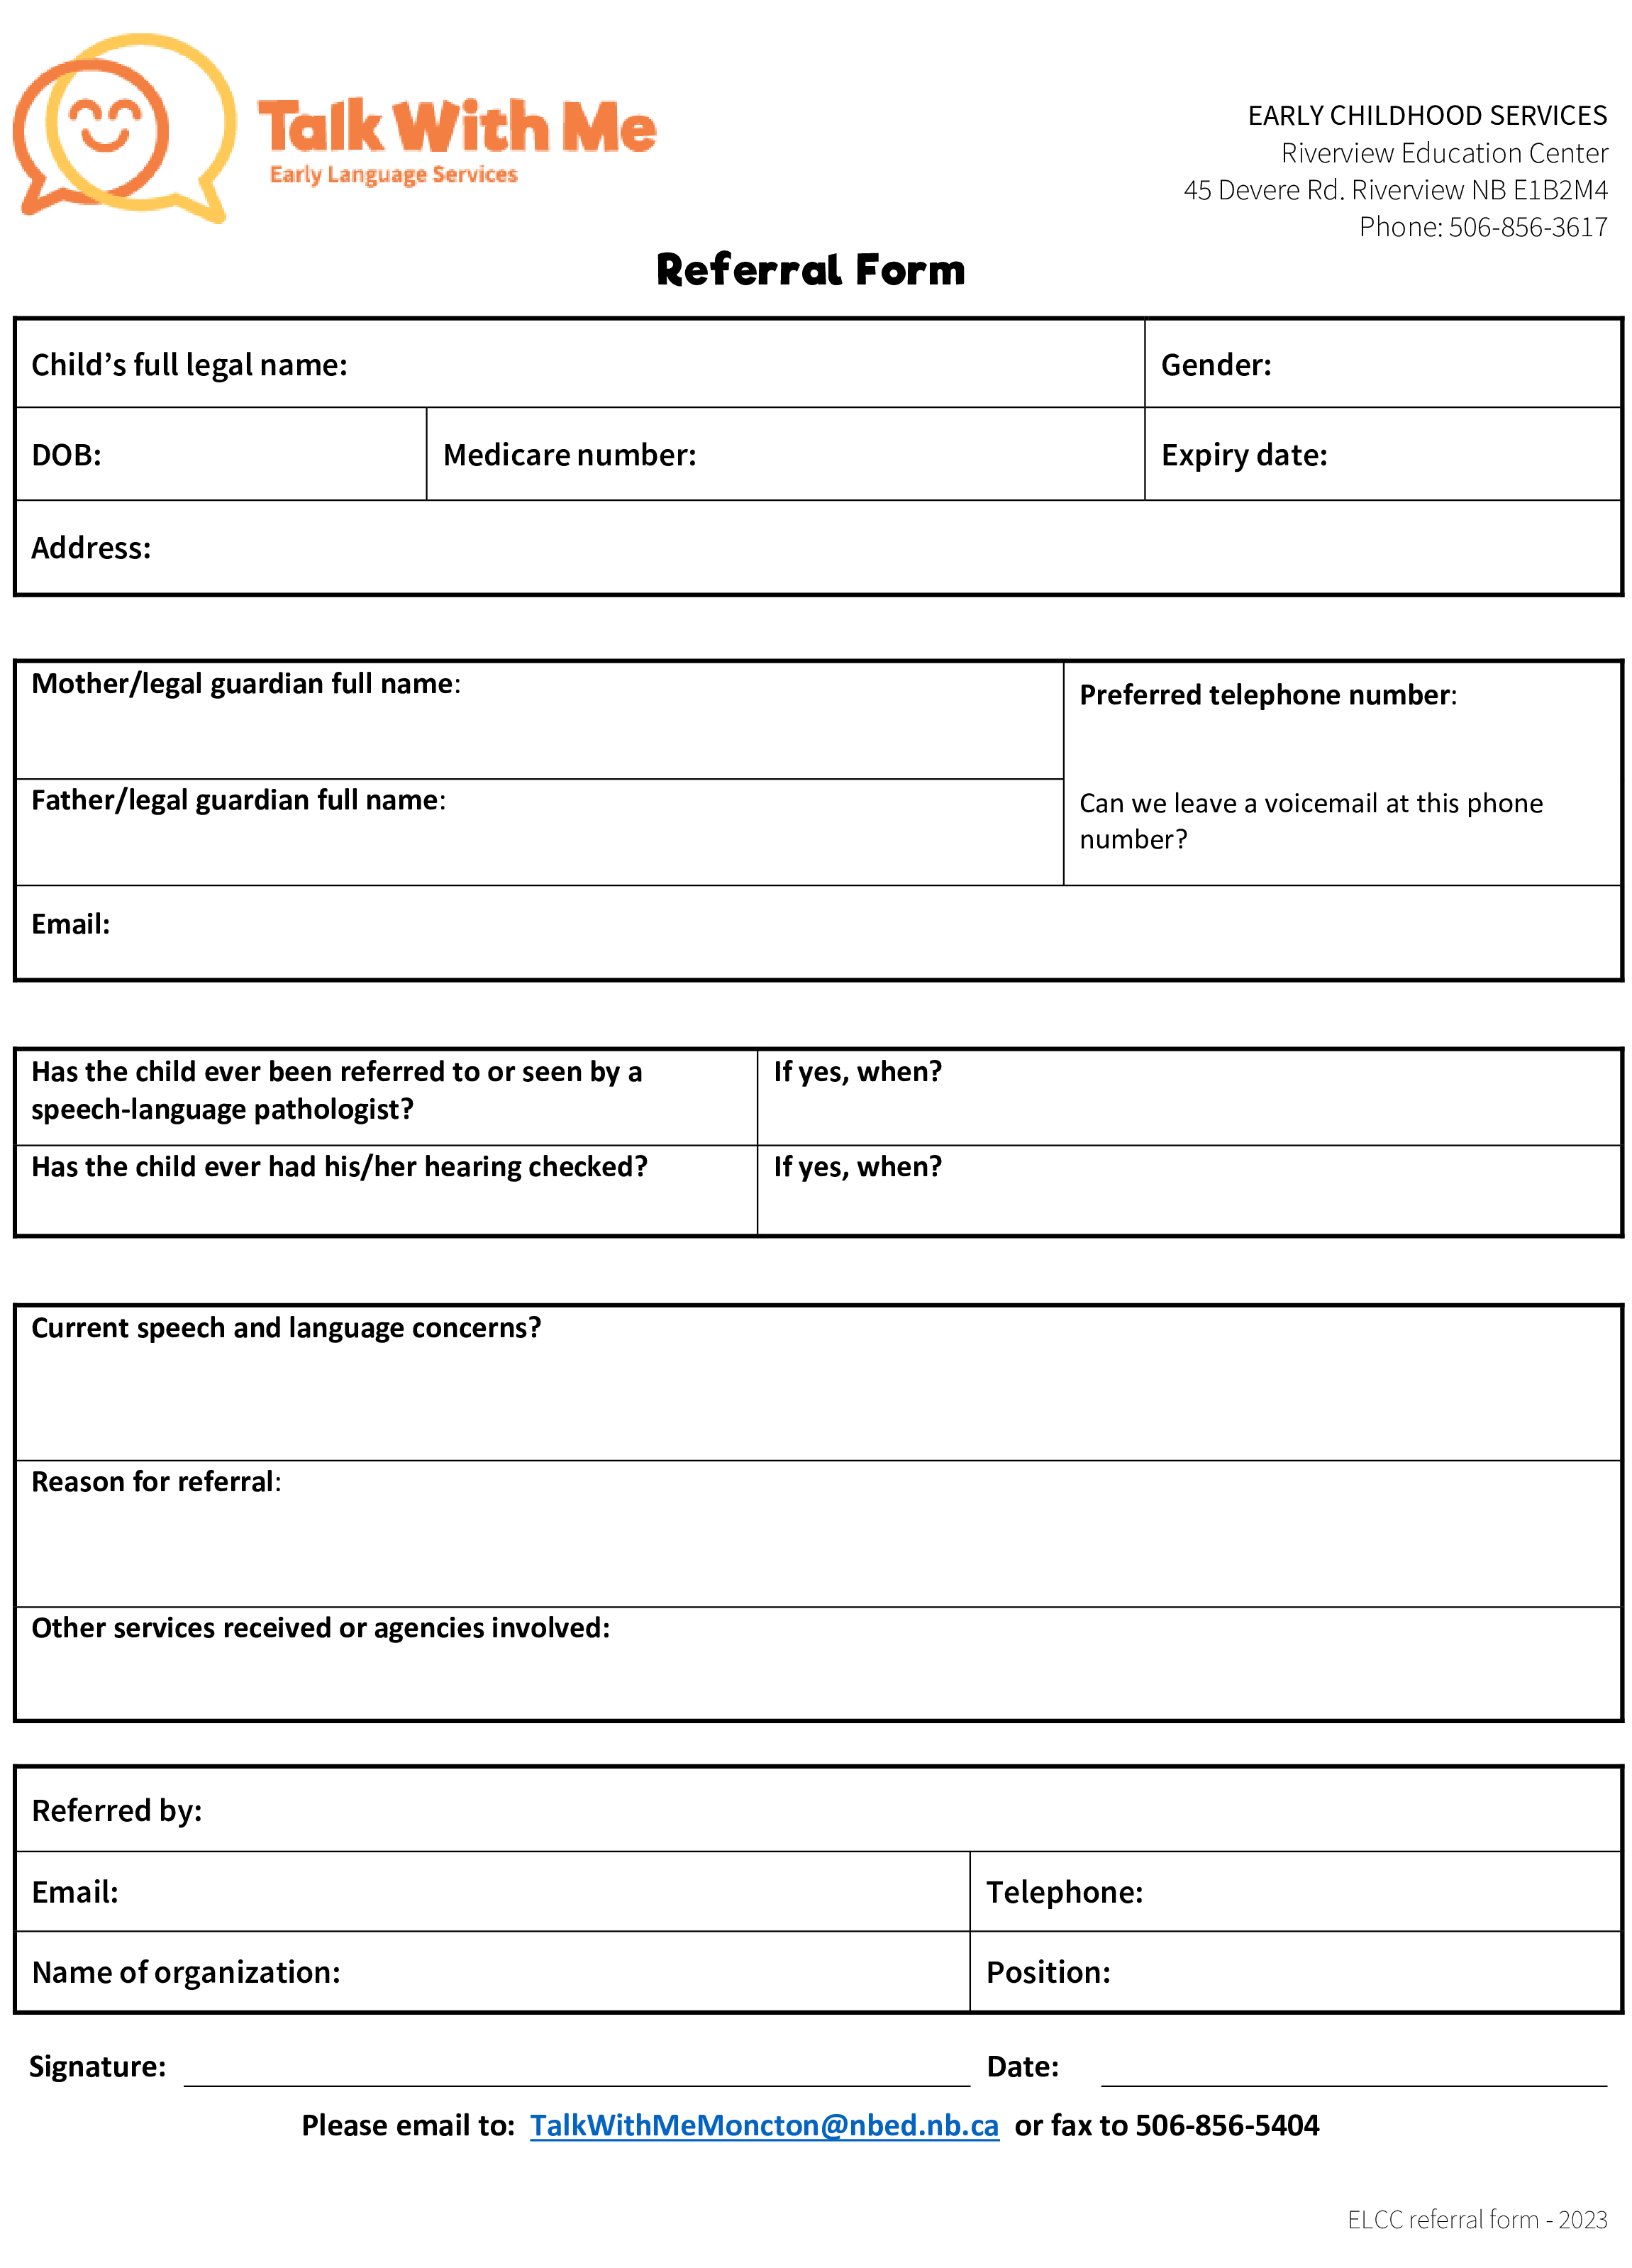 Talk With Me
Early Language Services
EARLY CHILDHOOD SERVICES
Riverview Education Center
45 Devere Rd. Riverview NB E1B2M4
Phone: 506-856-3617
Referral Form
Child’s full legal name:
Gender:
DOB:
Medicare number:
Expiry date:
Address:
Mother/legal guardian full name:
Preferred telephone number:
Father/legal guardian full name:
Can we leave a voicemail at this phone
number?
Email:
Has the child ever been referred to or seen by a
speech-language pathologist?
If yes, when?
Has the child ever had his/her hearing checked?
If yes, when?
Current speech and language concerns?
Reason for referral:
Other services received or agencies involved:
Referred by:
Email:
Telephone:
Name of organization:
Position:
Signature:
Date:
Please email to: TalkWithMeMoncton@nbed.nb.ca or fax to 506-856-5404
ELCC referral form - 2023